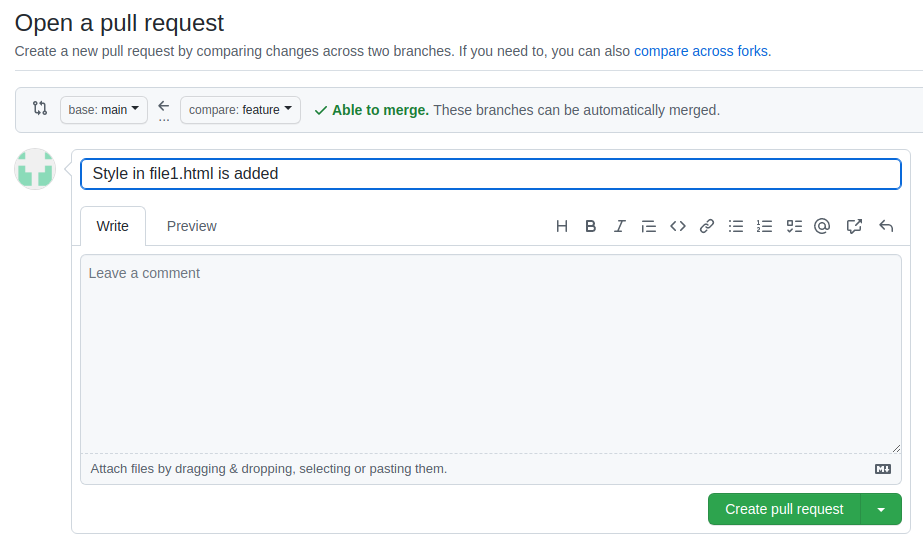 Open a pull request
Create a new pull request by comparing changes across two branches. If you need to, you can also compare across forks.
base: main ... compare: feature Able to merge. These branches can be automatically merged.
Style in file1.html is added
Write Preview
Leave a comment
Attach files by dragging & dropping, selecting or pasting them.
Create pull request